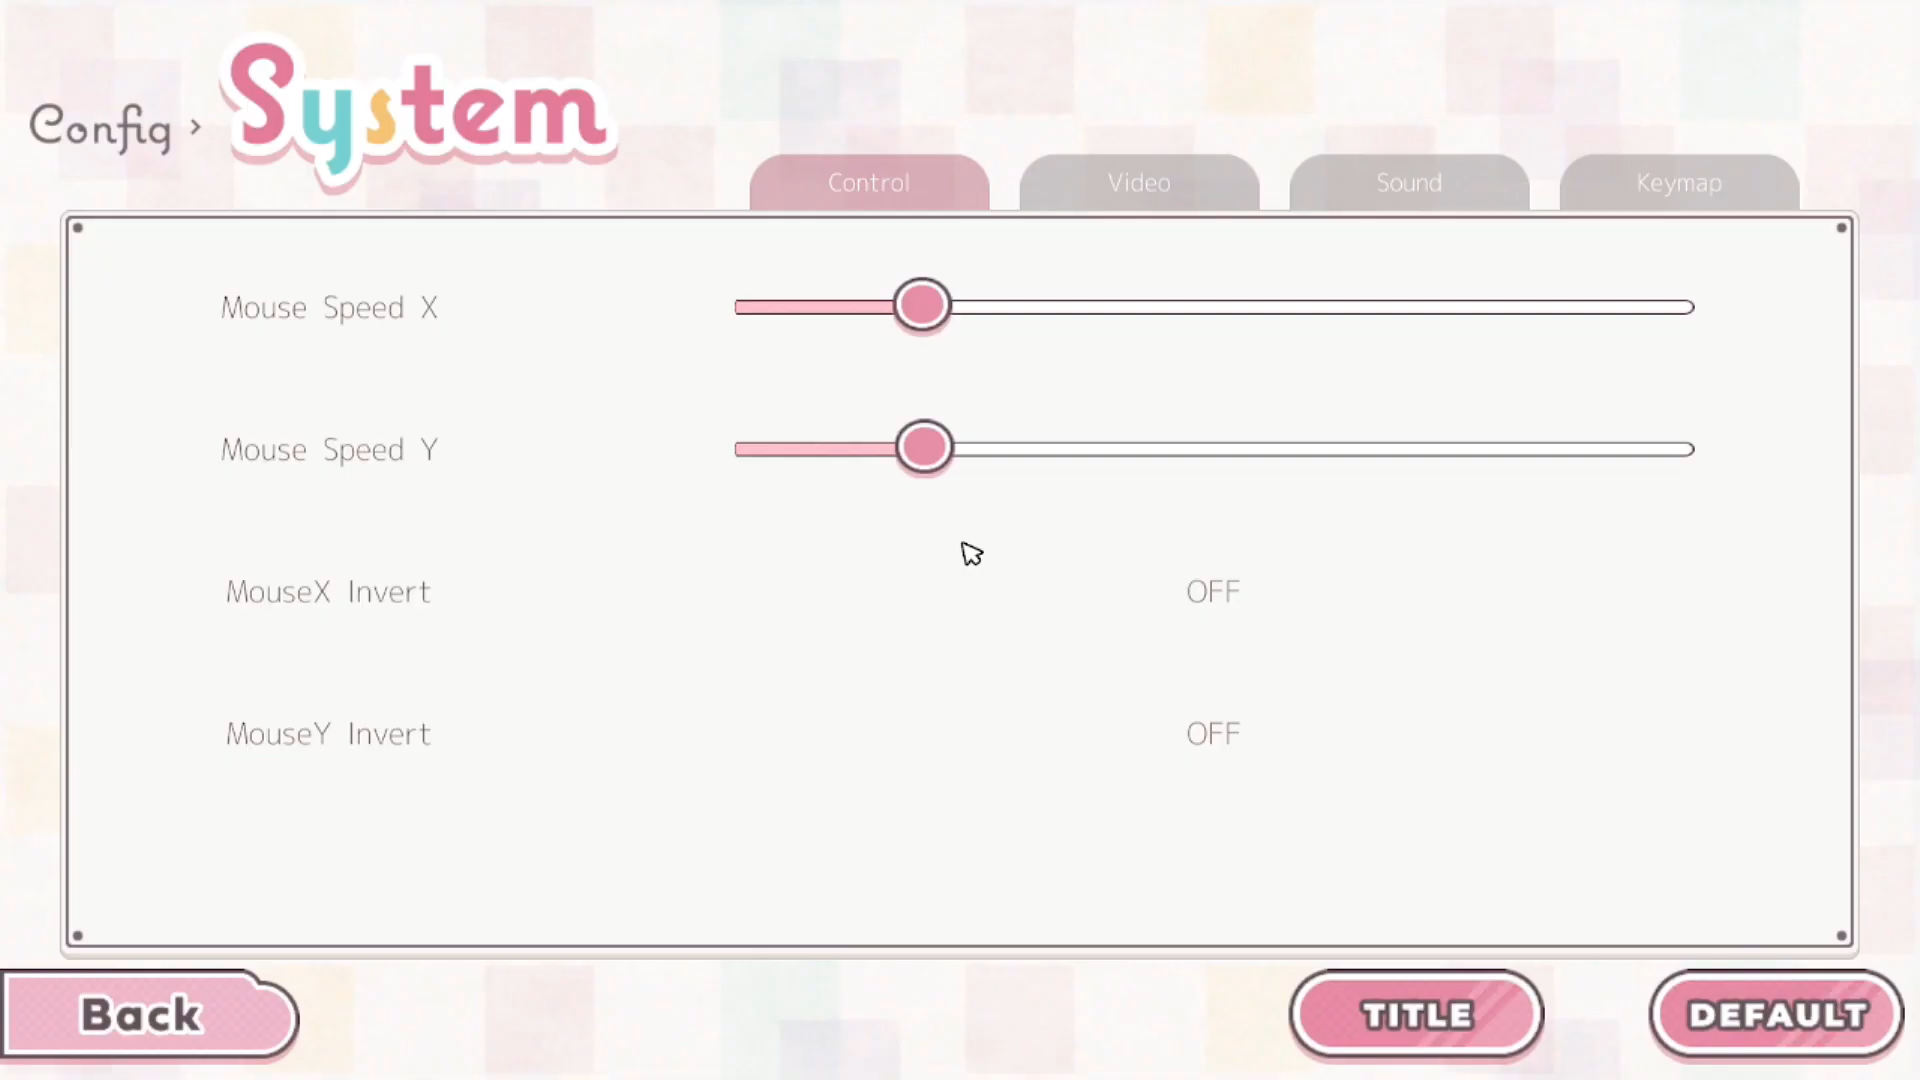 Config > System
Control Video Sound Keymap
Mouse Speed X
Mouse Speed Y
MouseX Invert OFF
MouseY Invert OFF
Back TITLE DEFAULT